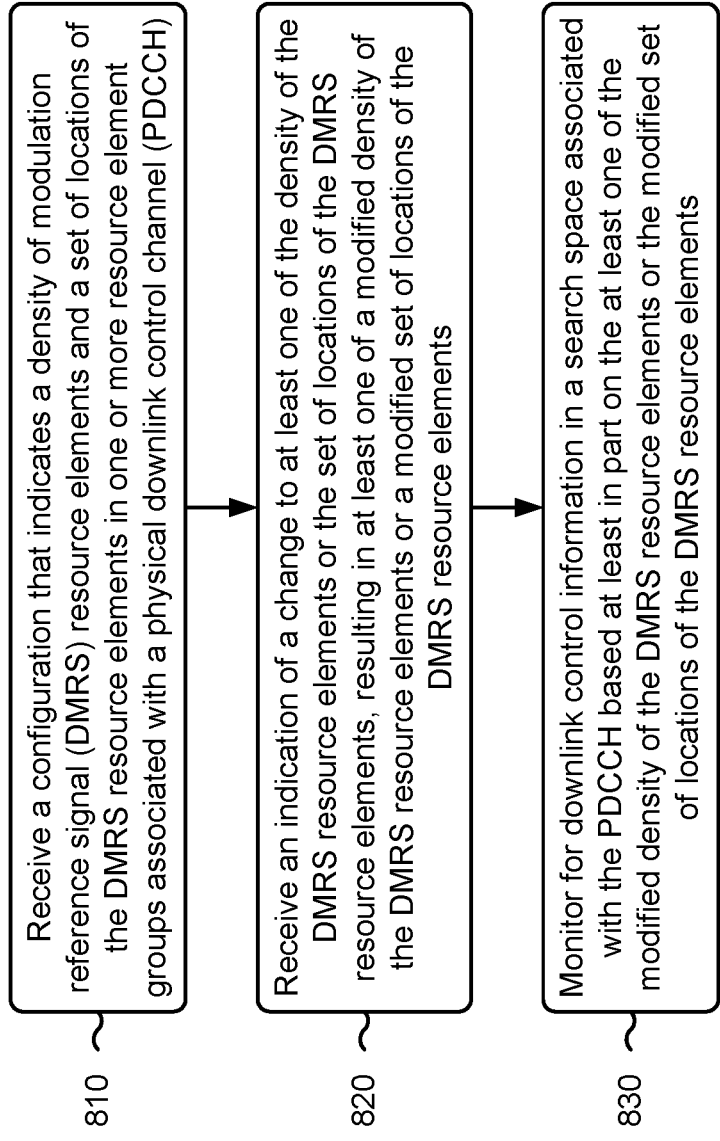 810
Receive a configuration that indicates a density of modulation
reference signal (DMRS) resource elements and a set of locations of
the DMRS resource elements in one or more resource element
groups associated with a physical downlink control channel (PDCCH)
820
Receive an indication of a change to at least one of the density of the
DMRS resource elements or the set of locations of the DMRS
resource elements, resulting in at least one of a modified density of
the DMRS resource elements or a modified set of locations of the
DMRS resource elements
830
Monitor for downlink control information in a search space associated
with the PDCCH based at least in part on the at least one of the
modified density of the DMRS resource elements or the modified set
of locations of the DMRS resource elements